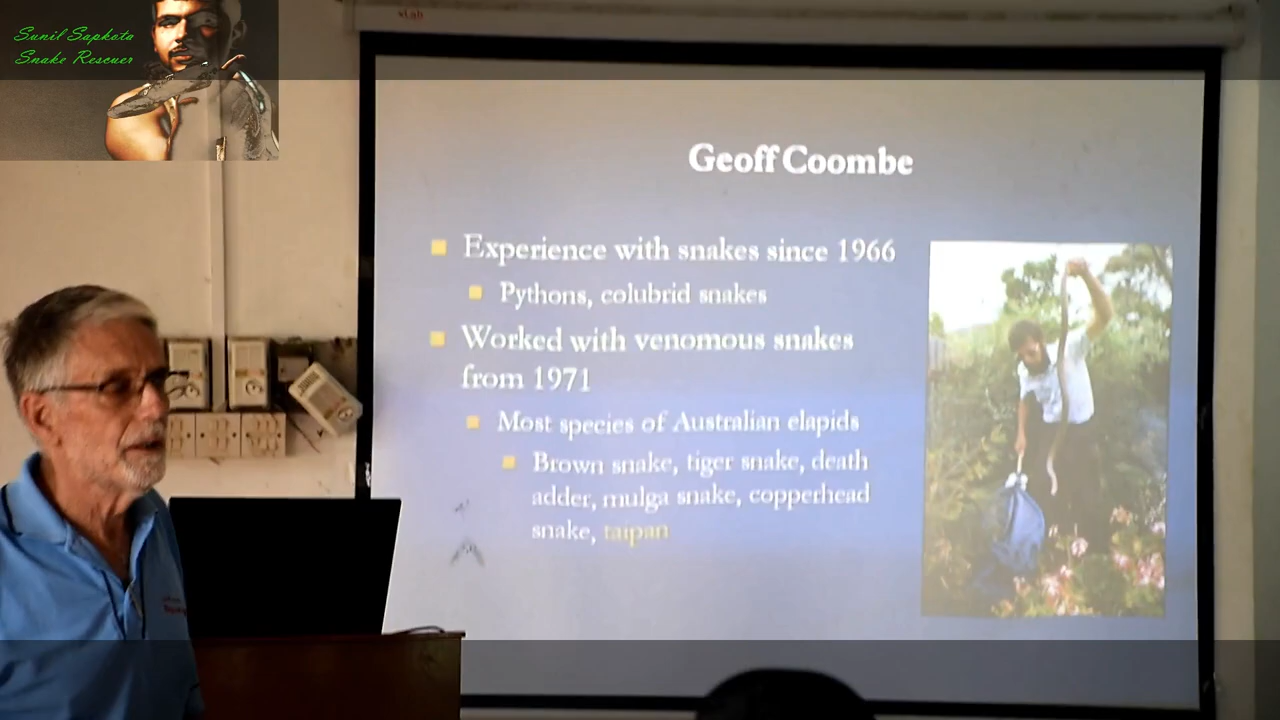 Sunil Sapkota
Snake Rescuer
Geoff Coombe
Experience with snakes since 1966
Pythons, colubrid snakes
Worked with venomous snakes
from 1971
Most species of Australian elapids
Brown snake, tiger snake, death
adder, mulga snake, copperhead
snake, taipan